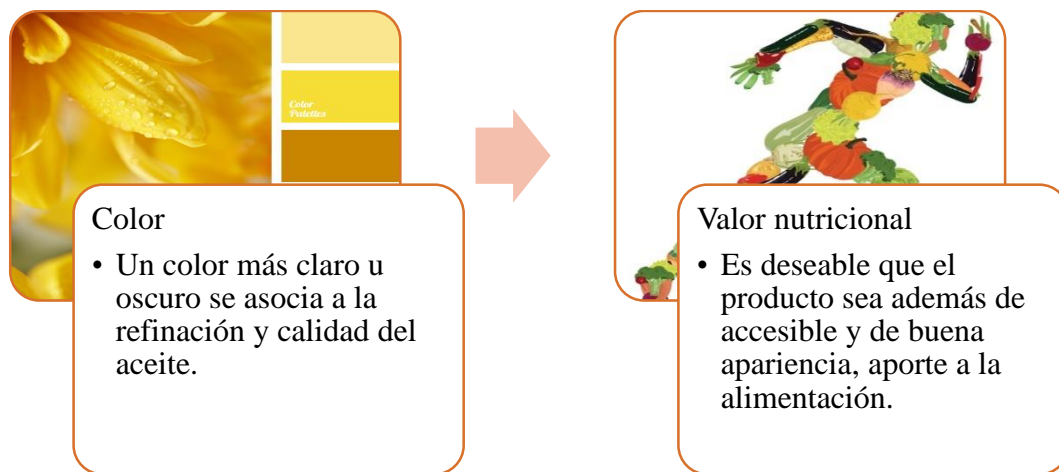 Color
Palettes
Color
• Un color más claro u
oscuro se asocia a la
refinación y calidad del
aceite.
Valor nutricional
• Es deseable que el
producto sea además de
accesible y de buena
apariencia, aporte a la
alimentación.